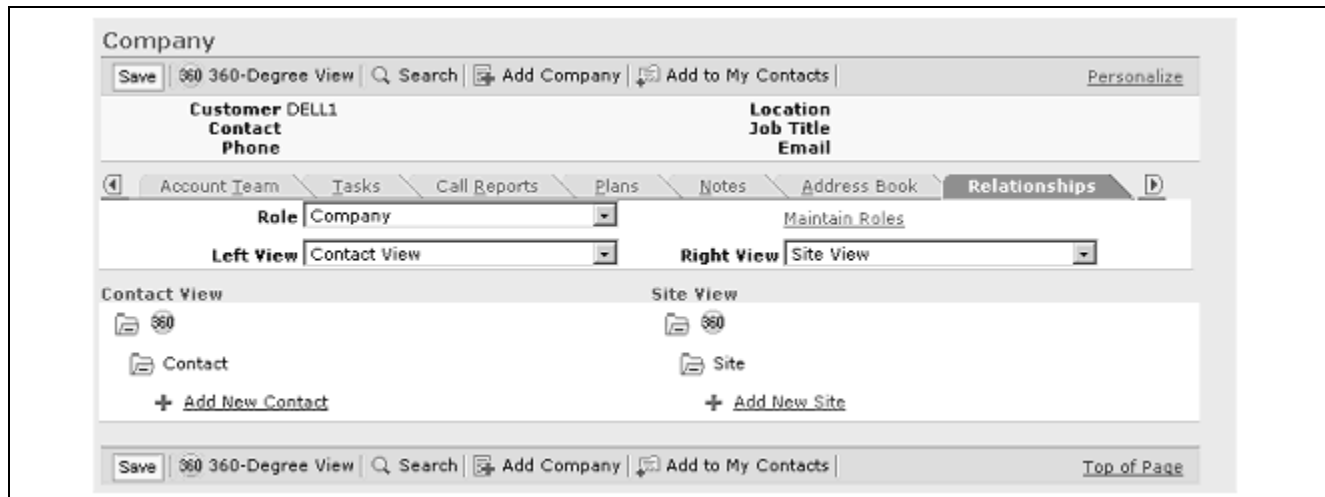 Company
Save 360 360-Degree View Search Add Company Add to My Contacts Personalize
Customer DELL1 Location
Contact Job Title
Phone Email
Account Team Tasks Call Reports Plans Notes Address Book Relationships
Role Company Maintain Roles
Left View Contact View Right View Site View
Contact View Site View
360 360
Contact Site
Add New Contact Add New Site
Save 360 360-Degree View Search Add Company Add to My Contacts Top of Page